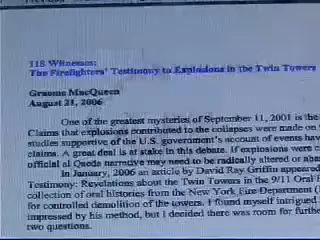 118 Witnesses:
The Firefighters' Testimony to Explosions in the Twin Towers
Graeme MacQueen
August 21, 2006
One of the greatest mysteries of September 11, 2001 is the
Claims that explosions contributed to the collapses were made on
studies supportive of the U.S. government's account of events hav
claims. A great deal is at stake in this debate. If explosions were c
official al Qaeda narrative may need to be radically altered or aba
In January, 2006 an article by David Ray Griffin appeared
Testimony: Revelations about the Twin Towers in the 9/11 Oral
collection of oral histories from the New York Fire Department (
for controlled demolition of the towers. I found myself intrigued
impressed by his method, but I decided there was room for furthe
two questions.